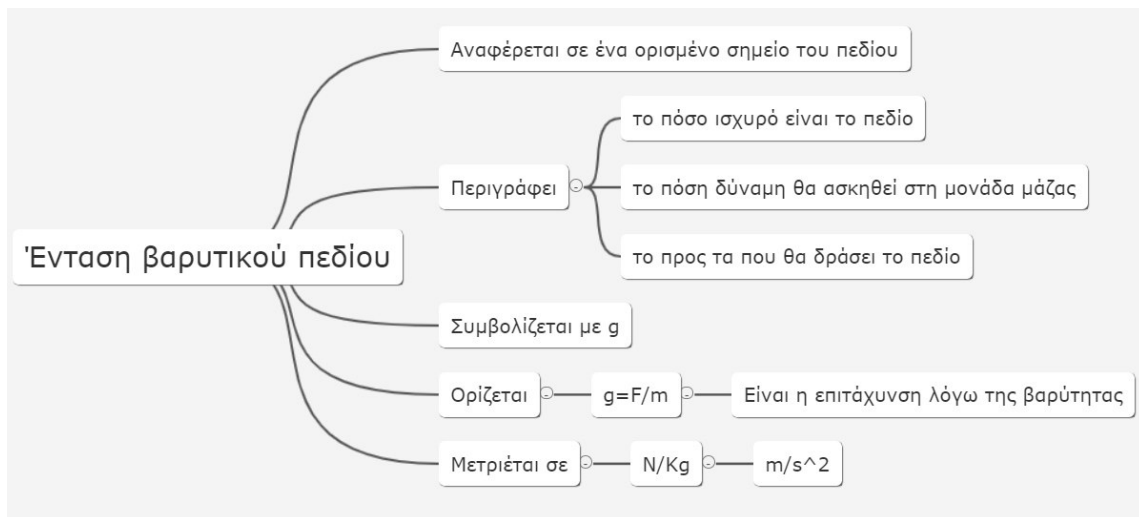 Αναφέρεται σε ένα ορισμένο σημείο του πεδίου
το πόσο ισχυρό είναι το πεδίο
Περιγράφει
το πόση δύναμη θα ασκηθεί στη μονάδα μάζας
το προς τα που θα δράσει το πεδίο
Ένταση βαρυτικού πεδίου
Συμβολίζεται με g
Ορίζεται
g=F/m
Είναι η επιτάχυνση λόγω της βαρύτητας
Μετριέται σε
N/Kg
m/s^2